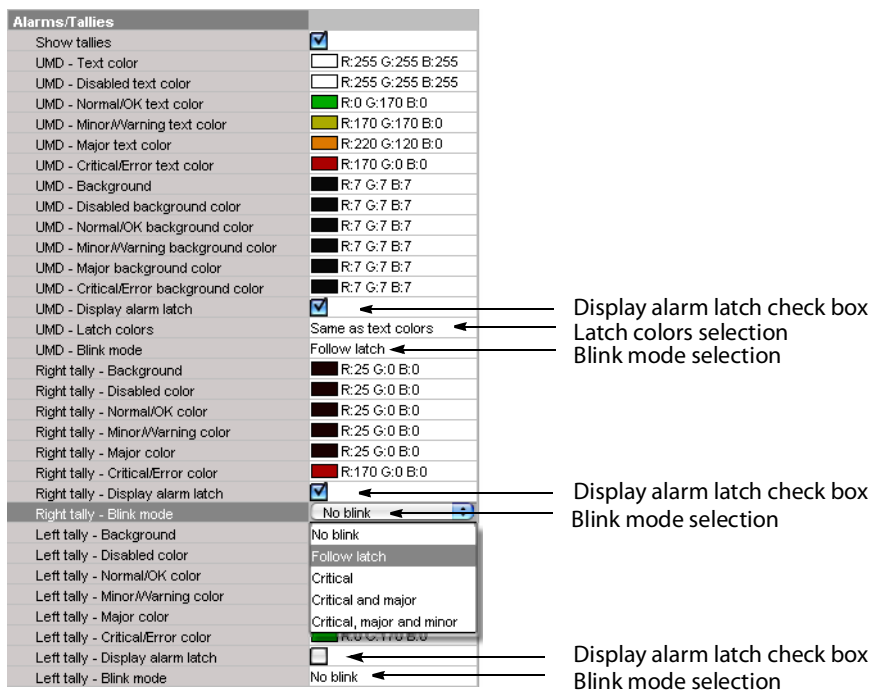 Alarms/Tallies
Show tallies
UMD - Text color R:255 G:255 B:255
UMD - Disabled text color R:255 G:255 B:255
UMD - Normal/OK text color R:0 G:170 B:0
UMD - Minor/Warning text color R:170 G:170 B:0
UMD - Major text color R:220 G:120 B:0
UMD - Critical/Error text color R:170 G:0 B:0
UMD - Background R:7 G:7 B:7
UMD - Disabled background color R:7 G:7 B:7
UMD - Normal/OK background color R:7 G:7 B:7
UMD - Minor/Warning background color R:7 G:7 B:7
UMD - Major background color R:7 G:7 B:7
UMD - Critical/Error background color R:7 G:7 B:7
UMD - Display alarm latch Display alarm latch check box
UMD - Latch colors Same as text colors Latch colors selection
UMD - Blink mode Follow latch Blink mode selection
Right tally - Background R:25 G:0 B:0
Right tally - Disabled color R:25 G:0 B:0
Right tally - Normal/OK color R:25 G:0 B:0
Right tally - Minor/Warning color R:25 G:0 B:0
Right tally - Major color R:25 G:0 B:0
Right tally - Critical/Error color R:170 G:0 B:0
Right tally - Display alarm latch Display alarm latch check box
Right tally - Blink mode No blink Blink mode selection
Left tally - Background No blink
Left tally - Disabled color Follow latch
Left tally - Normal/OK color Critical
Left tally - Minor/Warning color Critical and major
Left tally - Major color Critical, major and minor
Left tally - Critical/Error color R:0 G:170 B:0
Left tally - Display alarm latch Display alarm latch check box
Left tally - Blink mode No blink Blink mode selection